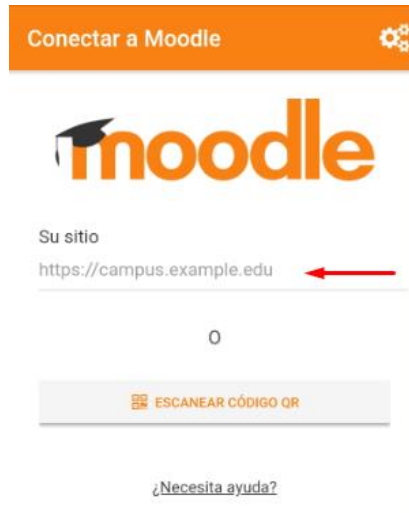 Conectar a Moodle
moodle
Su sitio
https://campus.example.edu
O
ESCANEAR CÓDIGO QR
¿Necesita ayuda?